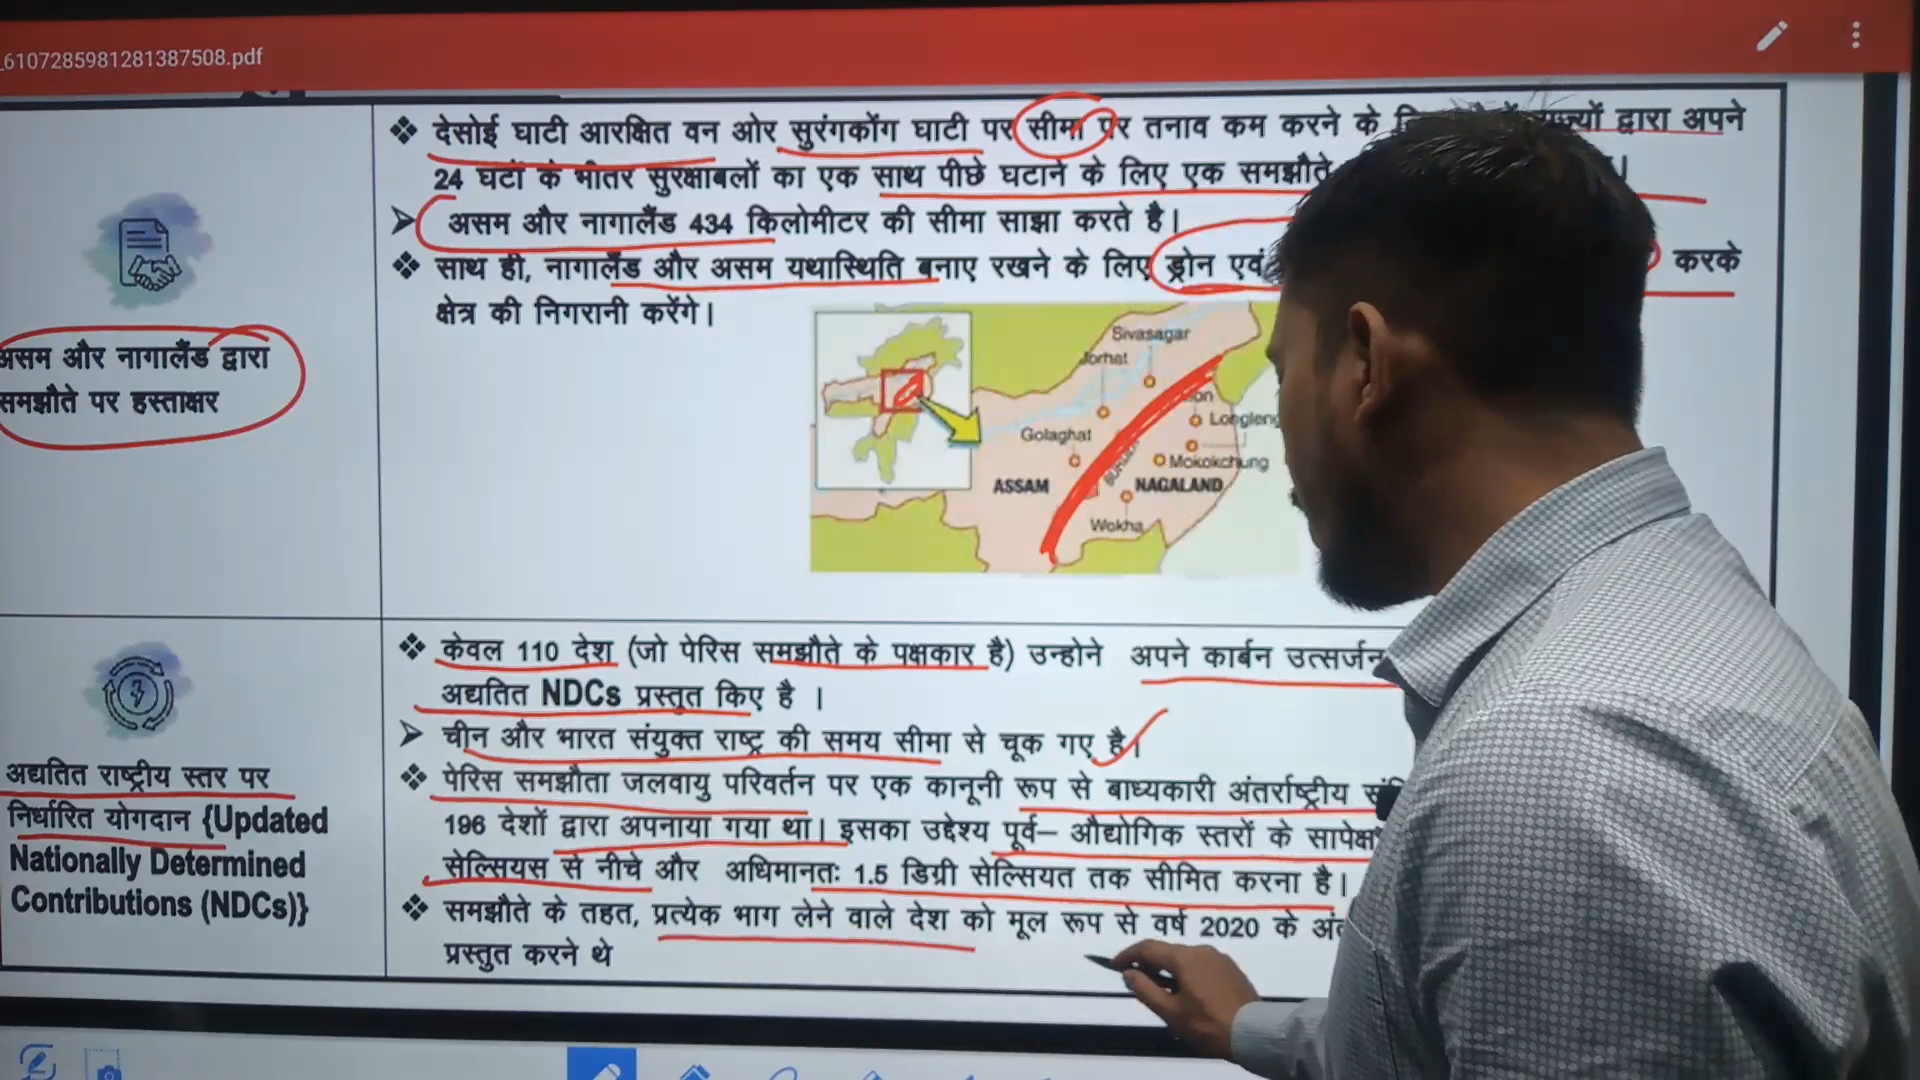 _6107285981281387508.pdf
❖ देसोई घाटी आरक्षित वन ओर सुरंगकोंग घाटी पर सीमा पर तनाव कम करने के राज्यों द्वारा अपने
24 घटों के भीतर सुरक्षाबलों का एक साथ पीछे घटाने के लिए एक समझौते
➤ असम और नागालैंड 434 किलोमीटर की सीमा साझा करते है।
❖ साथ ही, नागालैंड और असम यथास्थिति बनाए रखने के लिए ड्रोन एवं करके
क्षेत्र की निगरानी करेंगे।
असम और नागालैंड द्वारा
समझौते पर हस्ताक्षर
Sivasagar
Jorhat
Longleng
Golaghat
Mokokchung
ASSAM
NAGALAND
Wokha
❖ केवल 110 देश (जो पेरिस समझौते के पक्षकार है) उन्होने अपने कार्बन उत्सर्जन
अद्यतित NDCs प्रस्तुत किए है ।
➤ चीन और भारत संयुक्त राष्ट्र की समय सीमा से चूक गए है।
❖ पेरिस समझौता जलवायु परिवर्तन पर एक कानूनी रूप से बाध्यकारी अंतर्राष्ट्रीय
196 देशों द्वारा अपनाया गया था। इसका उद्देश्य पूर्व– औद्योगिक स्तरों के
सेल्सियस से नीचे और अधिमानतः 1.5 डिग्री सेल्सियत तक सीमित करना है।
❖ समझौते के तहत, प्रत्येक भाग लेने वाले देश को मूल रूप से वर्ष 2020 के
प्रस्तुत करने थे
अद्यतित राष्ट्रीय स्तर पर
निर्धारित योगदान {Updated
Nationally Determined
Contributions (NDCs)}